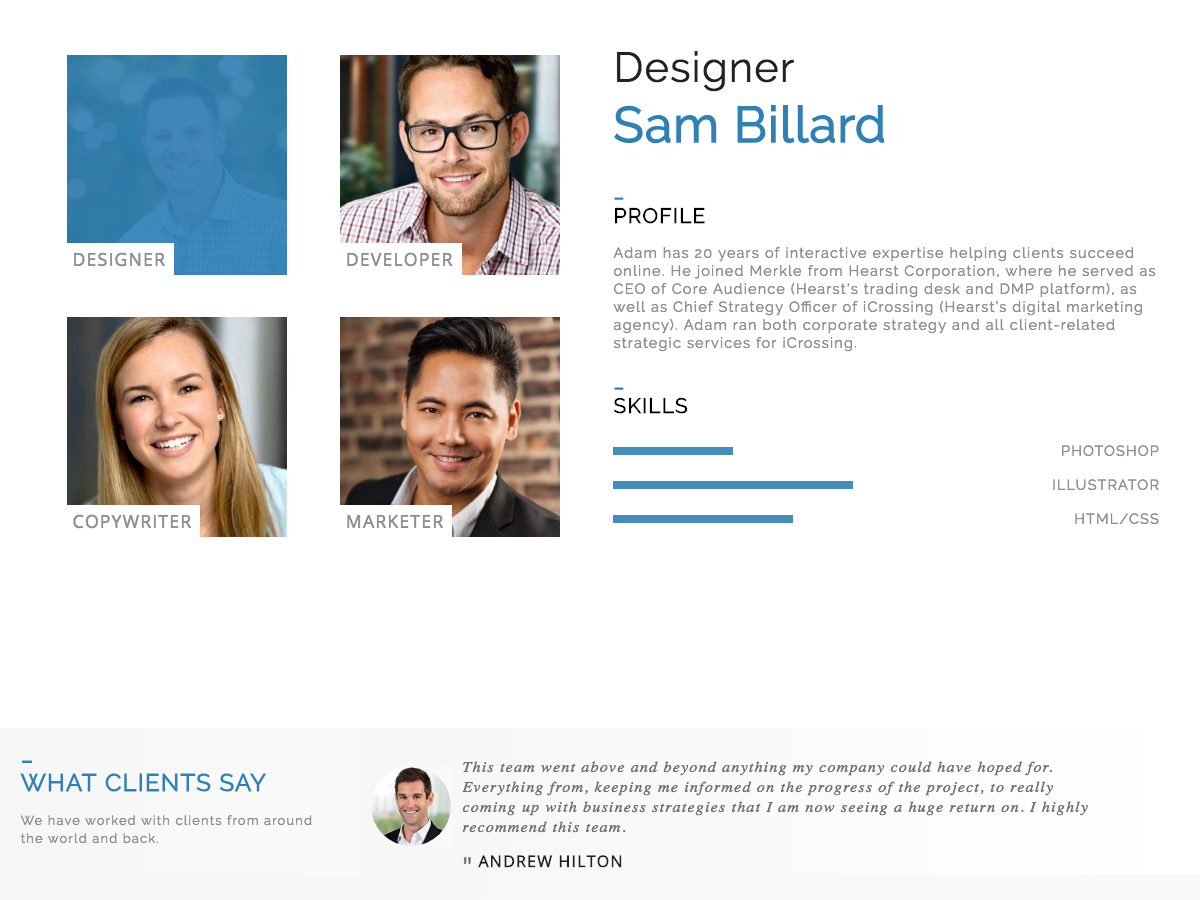 DESIGNER
DEVELOPER
COPYWRITER
MARKETER
Designer
Sam Billard
PROFILE
Adam has 20 years of interactive expertise helping clients succeed
online. He joined Merkle from Hearst Corporation, where he served as
CEO of Core Audience (Hearst's trading desk and DMP platform), as
well as Chief Strategy Officer of iCrossing (Hearst's digital marketing
agency). Adam ran both corporate strategy and all client-related
strategic services for iCrossing.
SKILLS
PHOTOSHOP
ILLUSTRATOR
HTML/CSS
WHAT CLIENTS SAY
We have worked with clients from around
the world and back.
This team went above and beyond anything my company could have hoped for.
Everything from, keeping me informed on the progress of the project, to really
coming up with business strategies that I am now seeing a huge return on. I highly
recommend this team.
" ANDREW HILTON